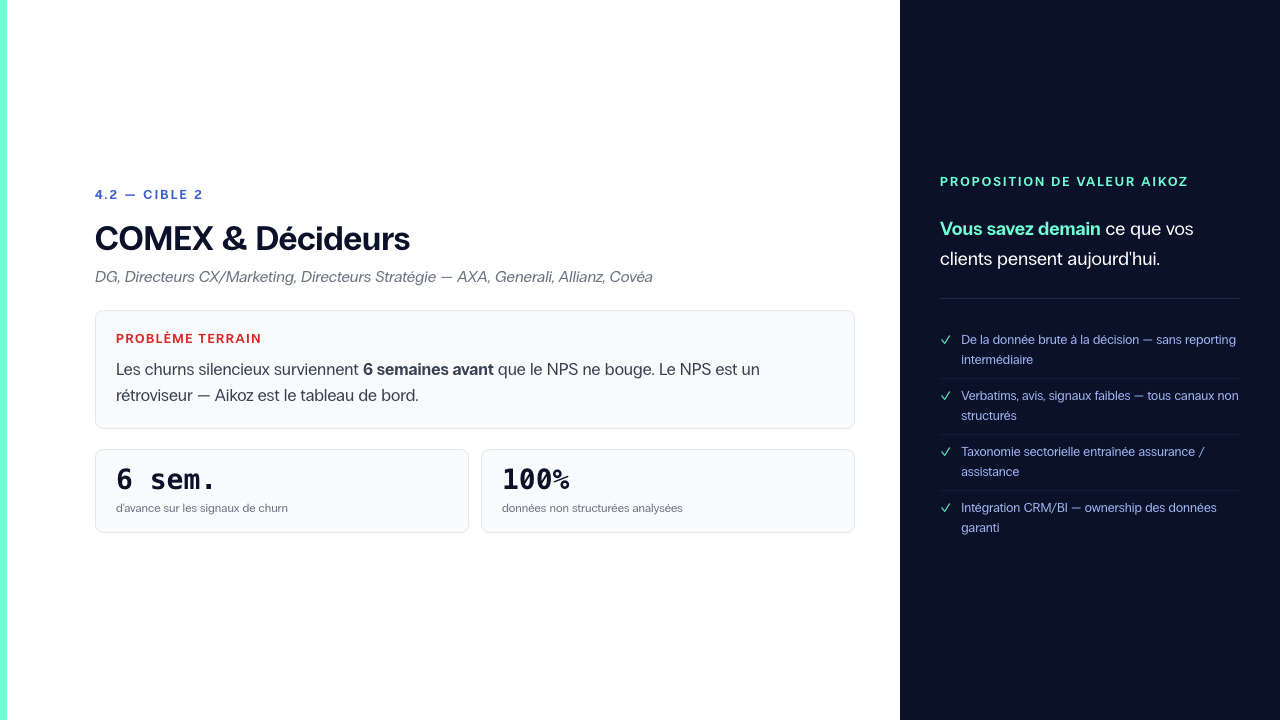 4.2 — CIBLE 2
COMEX & Décideurs
DG, Directeurs CX/Marketing, Directeurs Stratégie — AXA, Generali, Allianz, Covéa
PROBLÈME TERRAIN
Les churns silencieux surviennent 6 semaines avant que le NPS ne bouge. Le NPS est un
rétroviseur — Aikoz est le tableau de bord.
6 sem.
d'avance sur les signaux de churn
100%
données non structurées analysées
PROPOSITION DE VALEUR AIKOZ
Vous savez demain ce que vos
clients pensent aujourd'hui.
✓ De la donnée brute à la décision — sans reporting
intermédiaire
✓ Verbatims, avis, signaux faibles — tous canaux non
structurés
✓ Taxonomie sectorielle entraînée assurance /
assistance
✓ Intégration CRM/BI — ownership des données
garanti